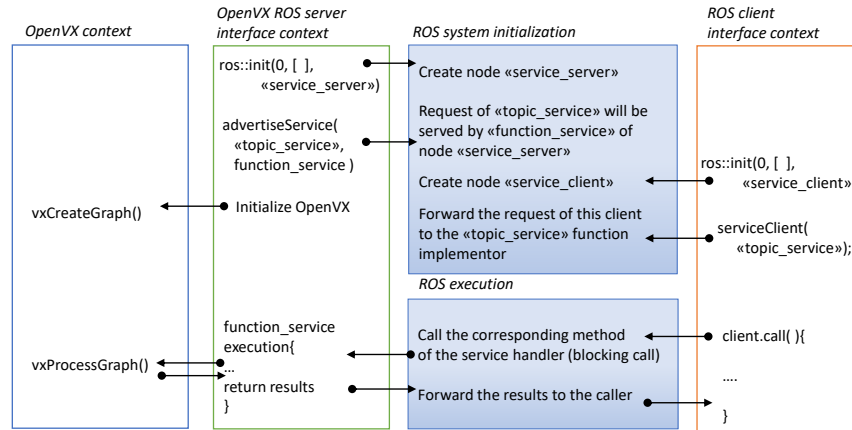 OpenVX context
OpenVX ROS server
interface context
ROS system initialization
ROS client
interface context
ros::init(0, [ ],
«service_server»)
Create node «service_server»
advertiseService(
«topic_service»,
function_service )
Request of «topic_service» will be
served by «function_service» of
node «service_server»
ros::init(0, [ ],
«service_client»
Create node «service_client»
vxCreateGraph()
Initialize OpenVX
Forward the request of this client
to the «topic_service» function
implementor
serviceClient(
«topic_service»);
ROS execution
function_service
execution{
...
return results
}
Call the corresponding method
of the service handler (blocking call)
client.call( ){
vxProcessGraph()
Forward the results to the caller
....
}